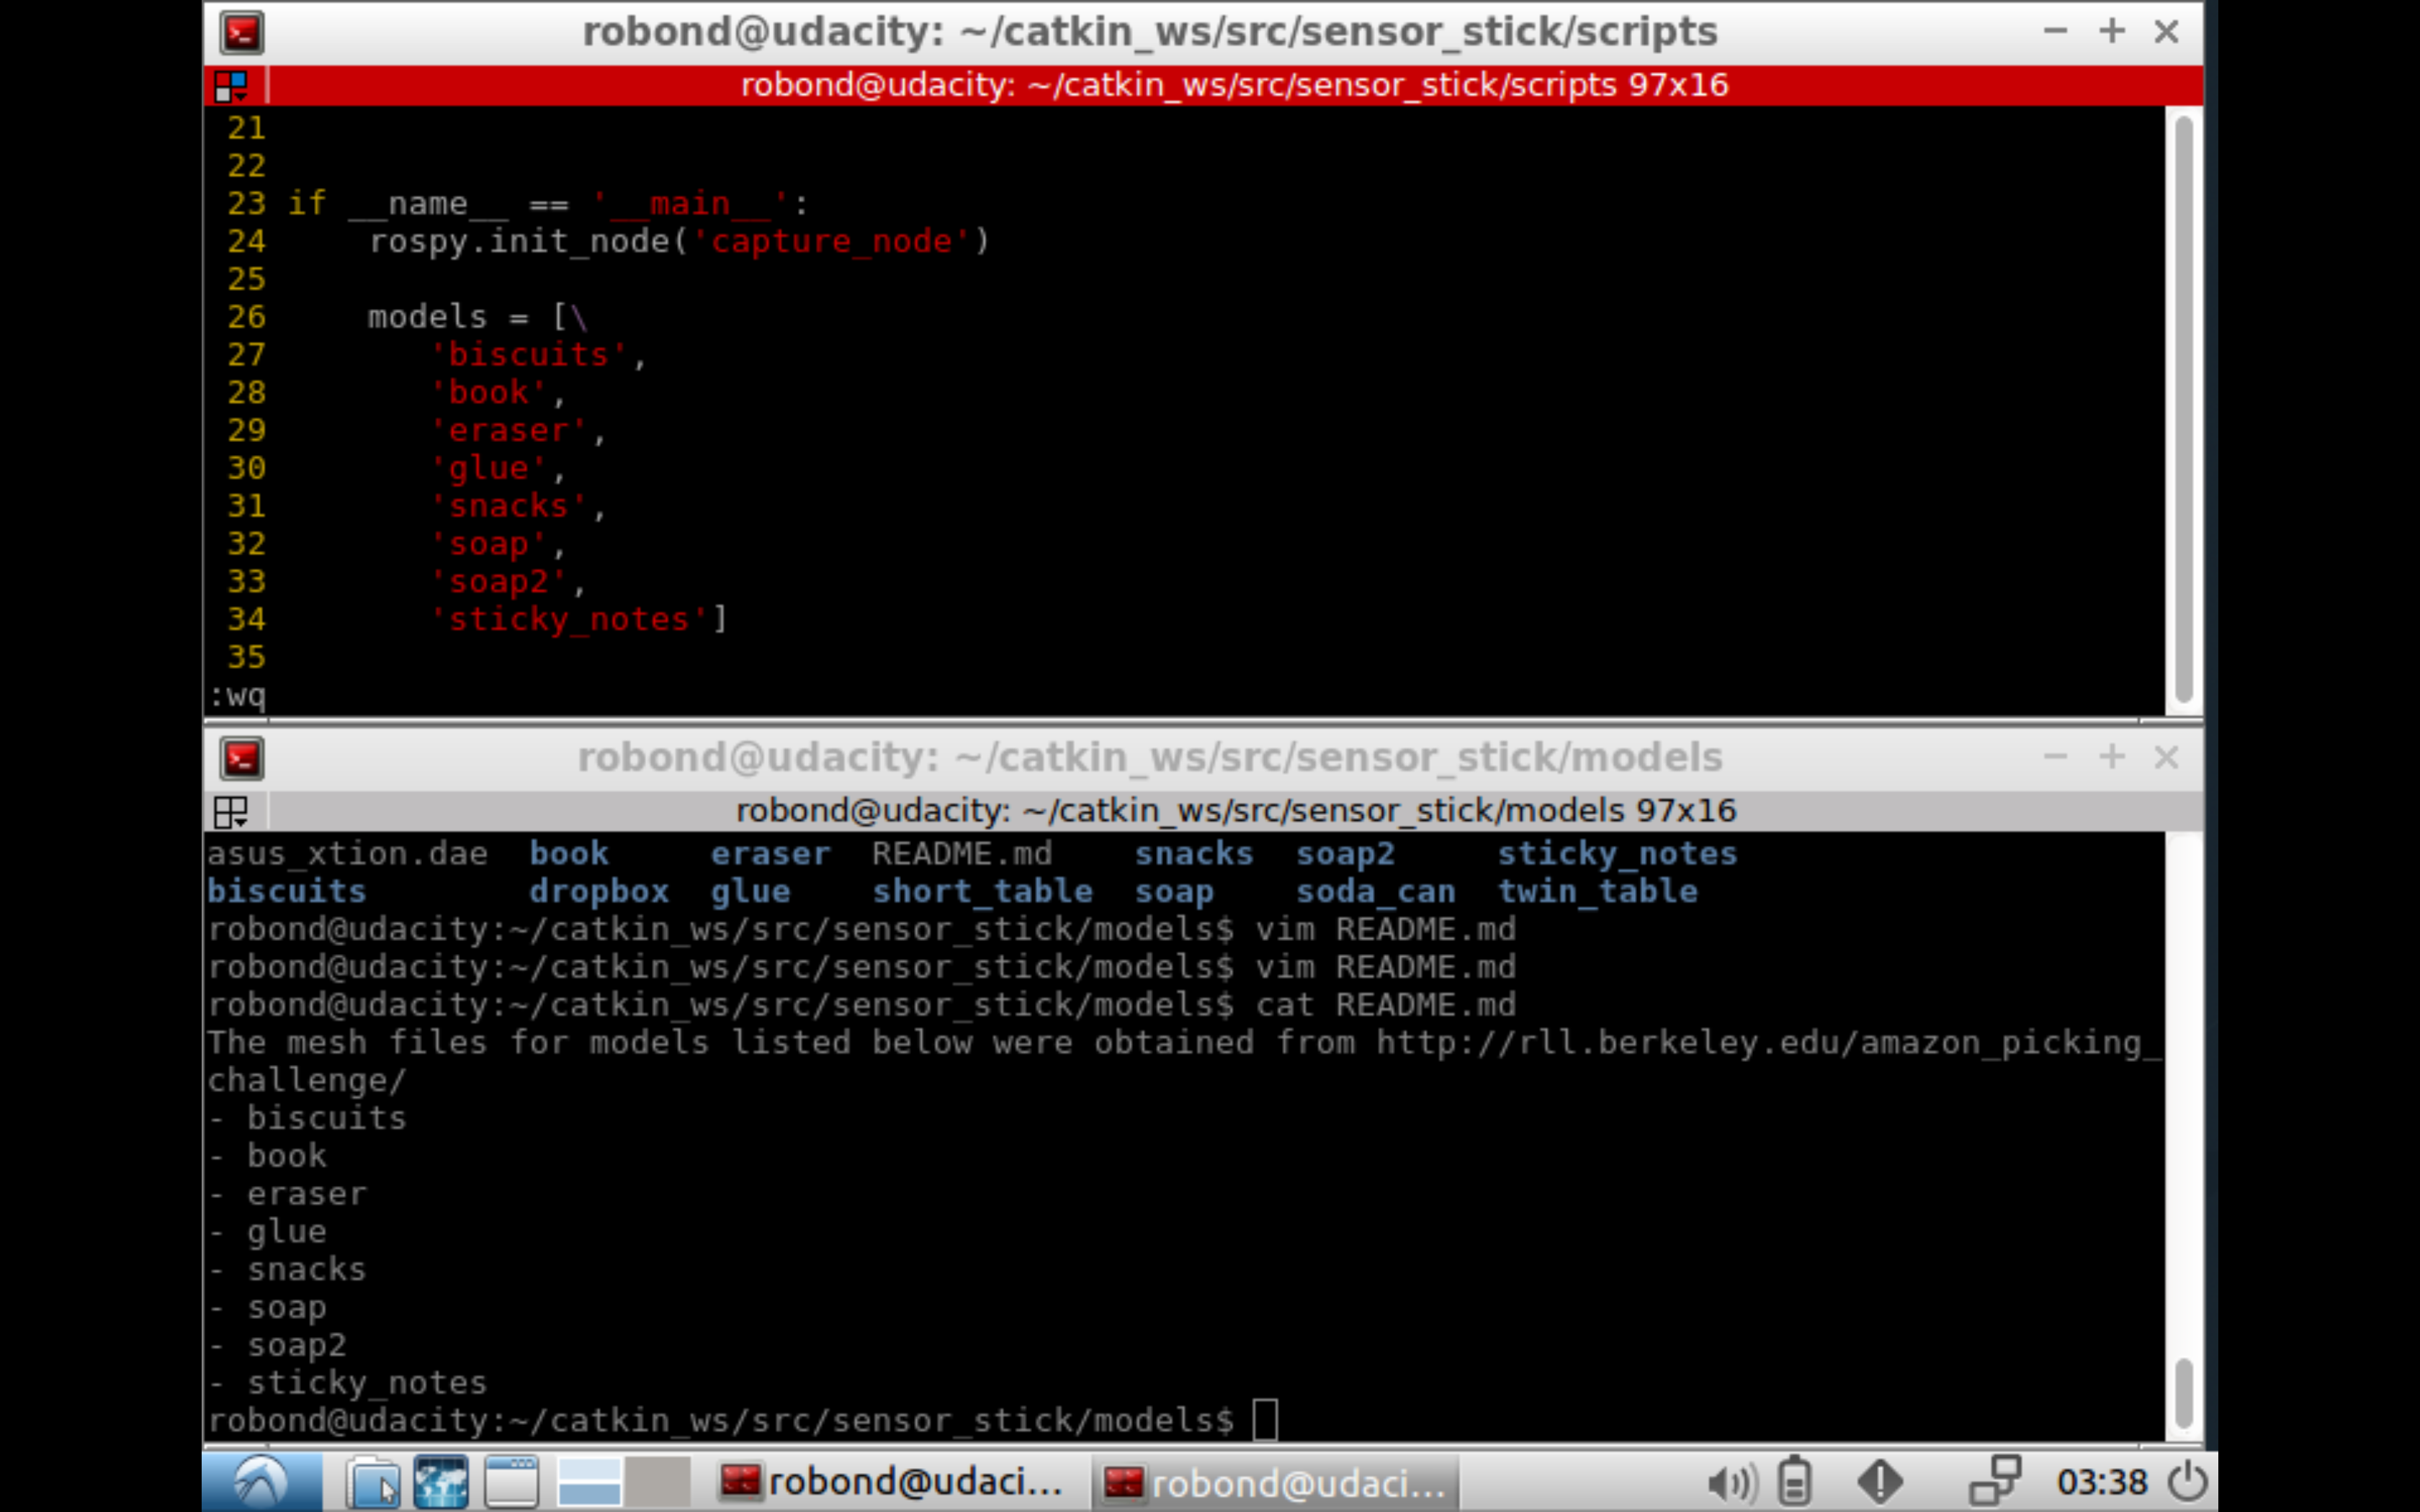 robond@udacity: ~/catkin_ws/src/sensor_stick/scripts
robond@udacity: ~/catkin_ws/src/sensor_stick/scripts 97x16
21
22
23 if __name__ == '__main__':
24     rospy.init_node('capture_node')
25
26     models = [\
27         'biscuits',
28         'book',
29         'eraser',
30         'glue',
31         'snacks',
32         'soap',
33         'soap2',
34         'sticky_notes']
35
:wq
robond@udacity: ~/catkin_ws/src/sensor_stick/models
robond@udacity: ~/catkin_ws/src/sensor_stick/models 97x16
asus_xtion.dae  book     eraser  README.md    snacks  soap2     sticky_notes
biscuits        dropbox  glue    short_table  soap    soda_can  twin_table
robond@udacity:~/catkin_ws/src/sensor_stick/models$ vim README.md
robond@udacity:~/catkin_ws/src/sensor_stick/models$ vim README.md
robond@udacity:~/catkin_ws/src/sensor_stick/models$ cat README.md
The mesh files for models listed below were obtained from http://rll.berkeley.edu/amazon_picking_
challenge/
- biscuits
- book
- eraser
- glue
- snacks
- soap
- soap2
- sticky_notes
robond@udacity:~/catkin_ws/src/sensor_stick/models$
robond@udaci... robond@udaci... 03:38